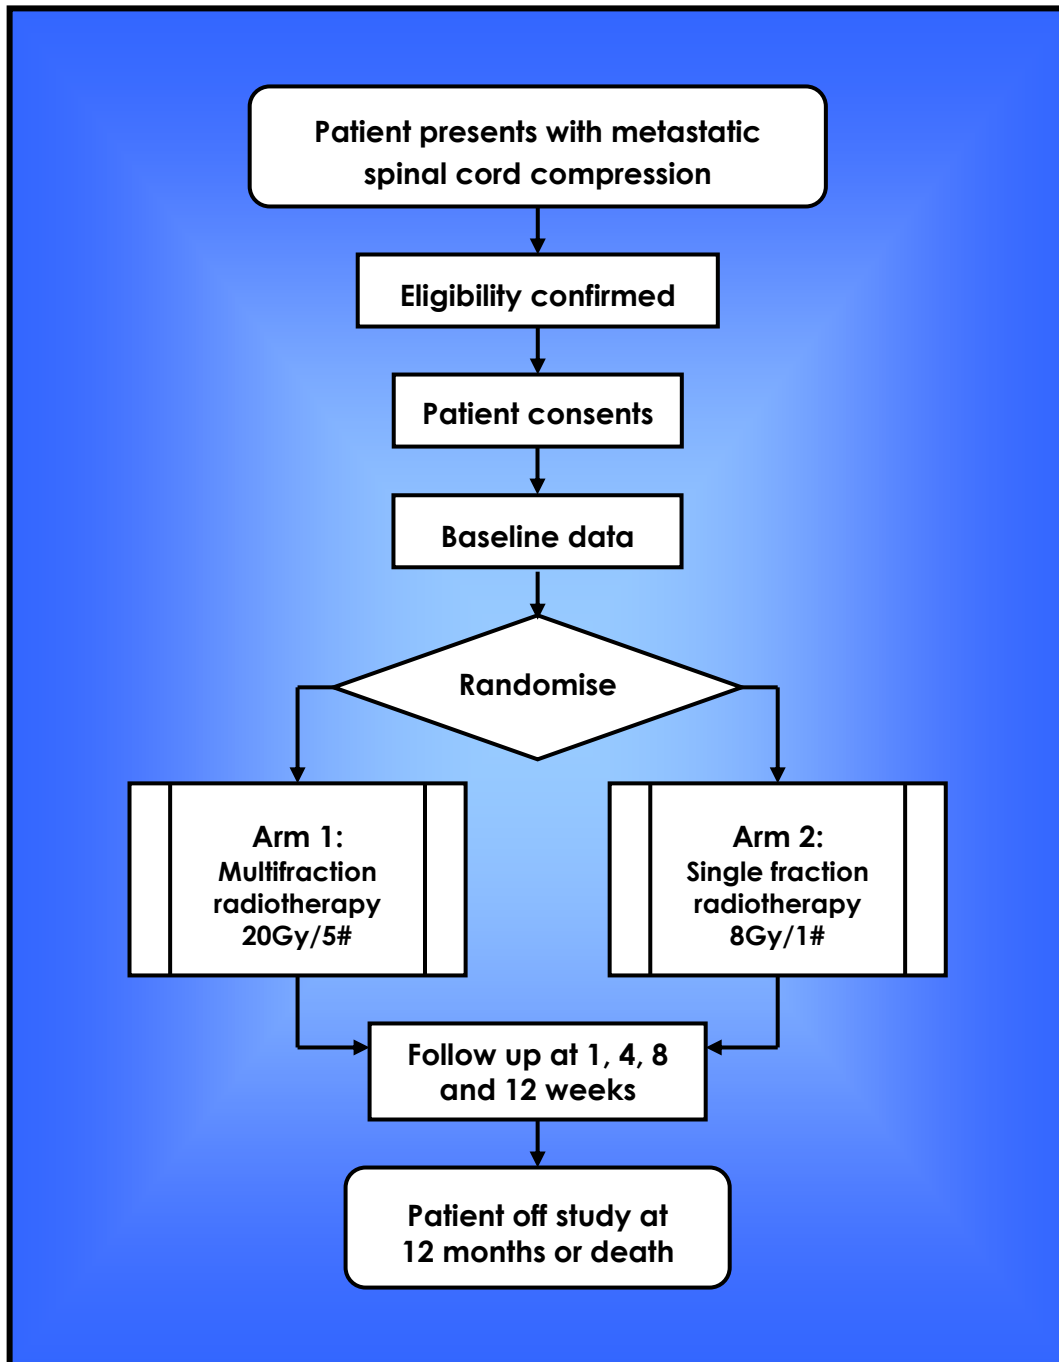 Patient presents with metastatic
spinal cord compression
Eligibility confirmed
Patient consents
Baseline data
Randomise
Arm 1:
Multifraction
radiotherapy
20Gy/5#
Arm 2:
Single fraction
radiotherapy
8Gy/1#
Follow up at 1, 4, 8
and 12 weeks
Patient off study at
12 months or death